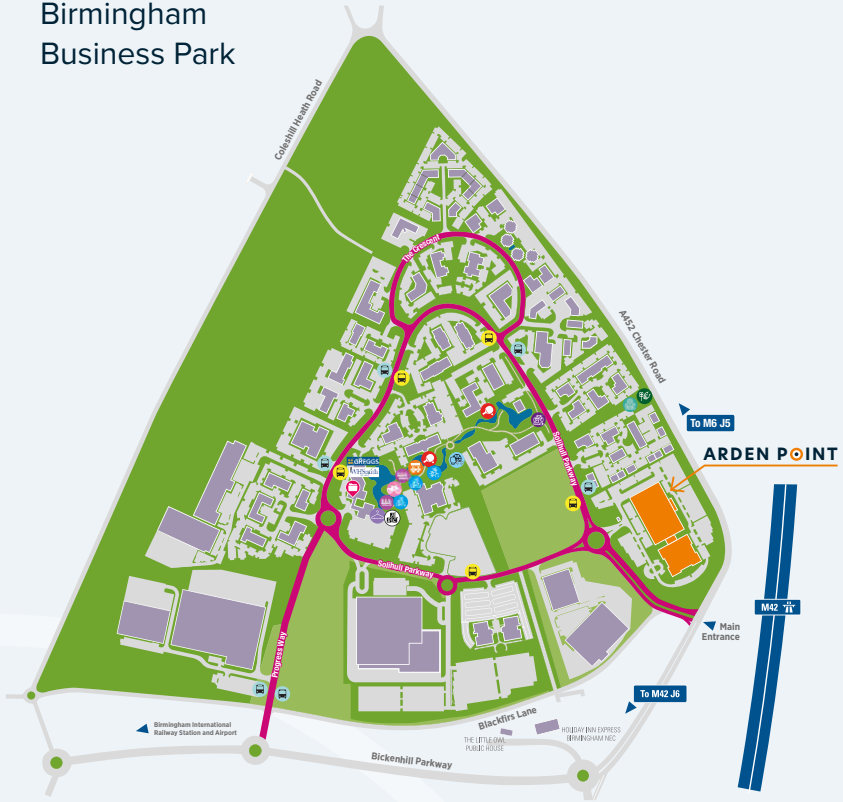 Birmingham
Business Park
Coleshill Heath Road
The Crescent
A452 Chester Road
To M6 J5
ARDEN POINT
Solihull Parkway
GREGGS
WHSmith
Solihull Parkway
M42
Main
Entrance
Progress Way
To M42 J6
Birmingham International
Railway Station and Airport
Blackfirs Lane
THE LITTLE OWL
PUBLIC HOUSE
HOLIDAY INN EXPRESS
BIRMINGHAM NEC
Bickenhill Parkway